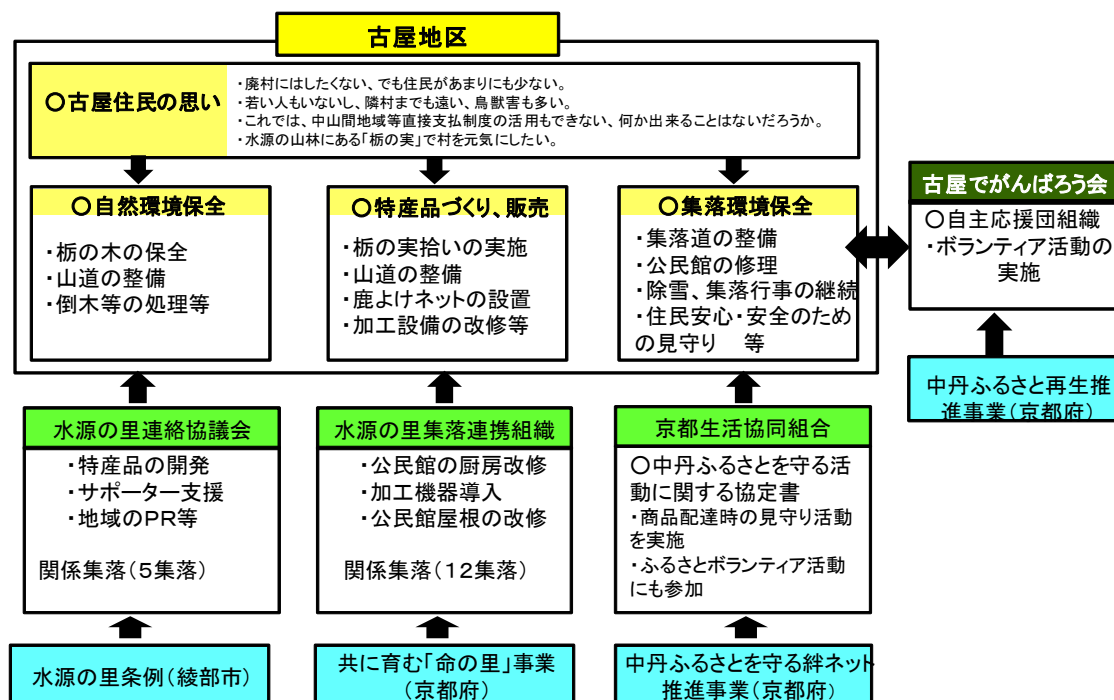 古屋地区
○古屋住民の思い
・廃村にはしたくない、でも住民があまりにも少ない。
・若い人もいないし、隣村までも遠い、鳥獣害も多い。
・これでは、中山間地域等直接支払制度の活用もできない、何か出来ることはないだろうか。
・水源の山林にある「栃の実」で村を元気にしたい。
○自然環境保全
・栃の木の保全
・山道の整備
・倒木等の処理等
○特産品づくり、販売
・栃の実拾いの実施
・山道の整備
・鹿よけネットの設置
・加工設備の改修等
○集落環境保全
・集落道の整備
・公民館の修理
・除雪、集落行事の継続
・住民安心・安全のため
の見守り 等
古屋でがんばろう会
○自主応援団組織
・ボランティア活動の
実施
中丹ふるさと再生推
進事業(京都府)
水源の里連絡協議会
・特産品の開発
・サポーター支援
・地域のPR等
関係集落(5集落)
水源の里集落連携組織
・公民館の厨房改修
・加工機器導入
・公民館屋根の改修
関係集落(12集落)
京都生活協同組合
○中丹ふるさとを守る活
動に関する協定書
・商品配達時の見守り活動
を実施
・ふるさとボランティア活動
にも参加
水源の里条例(綾部市)
共に育む「命の里」事業
(京都府)
中丹ふるさとを守る絆ネット
推進事業(京都府)